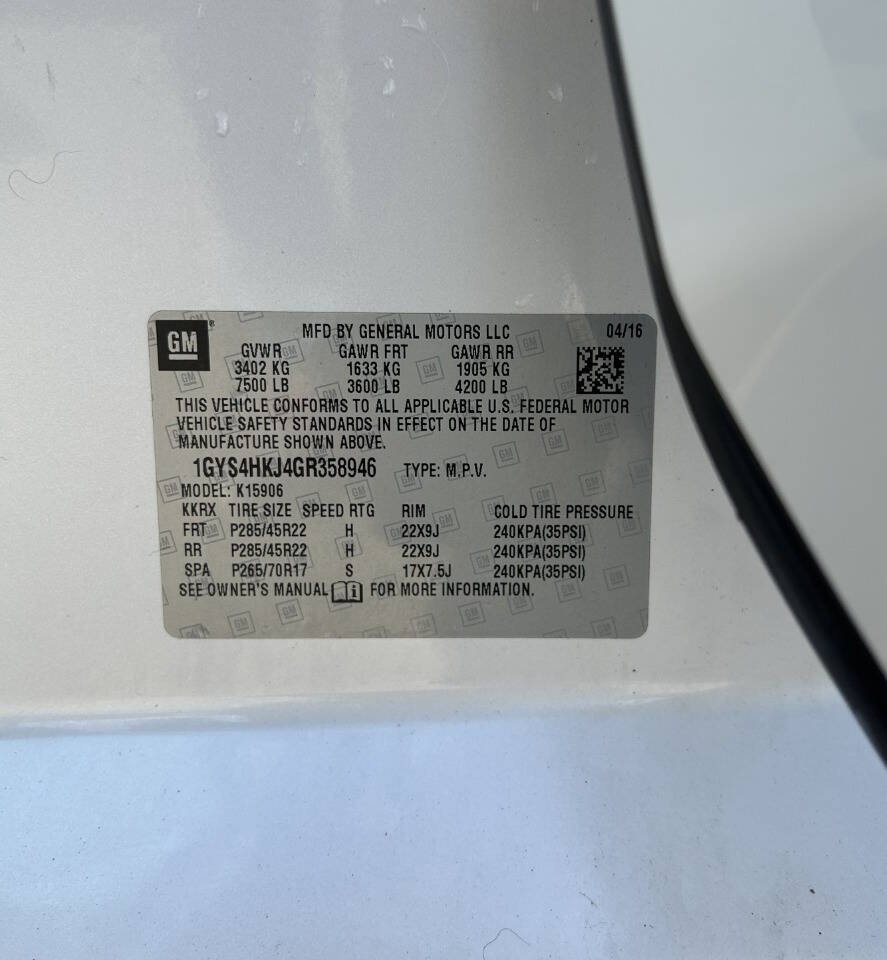 GM
MFD BY GENERAL MOTORS LLC 04/16
GVWR GAWR FRT GAWR RR
3402 KG 1633 KG 1905 KG
7500 LB 3600 LB 4200 LB
THIS VEHICLE CONFORMS TO ALL APPLICABLE U.S. FEDERAL MOTOR
VEHICLE SAFETY STANDARDS IN EFFECT ON THE DATE OF
MANUFACTURE SHOWN ABOVE.
1GYS4HKJ4GR358946 TYPE: M.P.V.
MODEL: K15906
KKRX TIRE SIZE SPEED RTG RIM COLD TIRE PRESSURE
FRT P285/45R22 H 22X9J 240KPA(35PSI)
RR P285/45R22 H 22X9J 240KPA(35PSI)
SPA P265/70R17 S 17X7.5J 240KPA(35PSI)
SEE OWNER'S MANUAL FOR MORE INFORMATION.